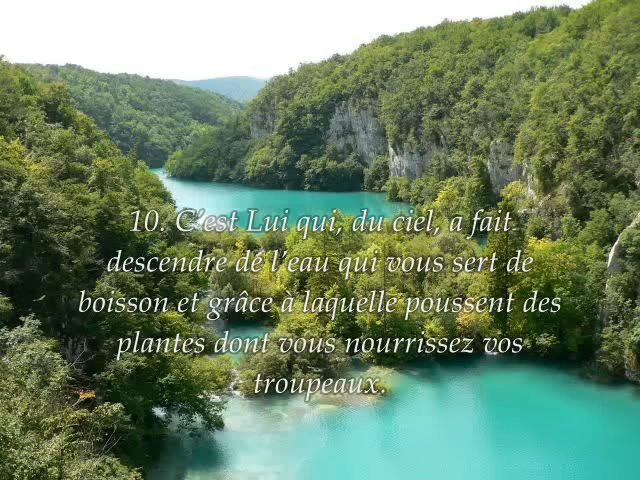 10. C'est Lui qui, du ciel, a fait
descendre de l'eau qui vous sert de
boisson et grâce à laquelle poussent des
plantes dont vous nourrissez vos
troupeaux.